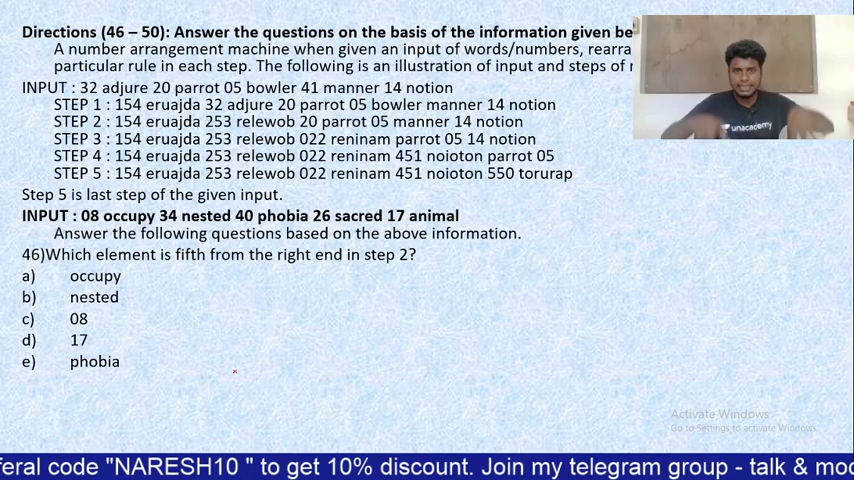 Directions (46 – 50): Answer the questions on the basis of the information given be
A number arrangement machine when given an input of words/numbers, rearra
particular rule in each step. The following is an illustration of input and steps of
INPUT : 32 adjure 20 parrot 05 bowler 41 manner 14 notion
STEP 1 : 154 eruajda 32 adjure 20 parrot 05 bowler manner 14 notion
STEP 2 : 154 eruajda 253 relewob 20 parrot 05 manner 14 notion
STEP 3 : 154 eruajda 253 relewob 022 reninam parrot 05 14 notion
STEP 4 : 154 eruajda 253 relewob 022 reninam 451 noioton parrot 05
STEP 5 : 154 eruajda 253 relewob 022 reninam 451 noioton 550 torurap
Step 5 is last step of the given input.
INPUT : 08 occupy 34 nested 40 phobia 26 sacred 17 animal
Answer the following questions based on the above information.
46)Which element is fifth from the right end in step 2?
a) occupy
b) nested
c) 08
d) 17
e) phobia
unacademy
Activate Windows
Go to Settings to activate Windows.
feral code "NARESH10 " to get 10% discount. Join my telegram group - talk & moc